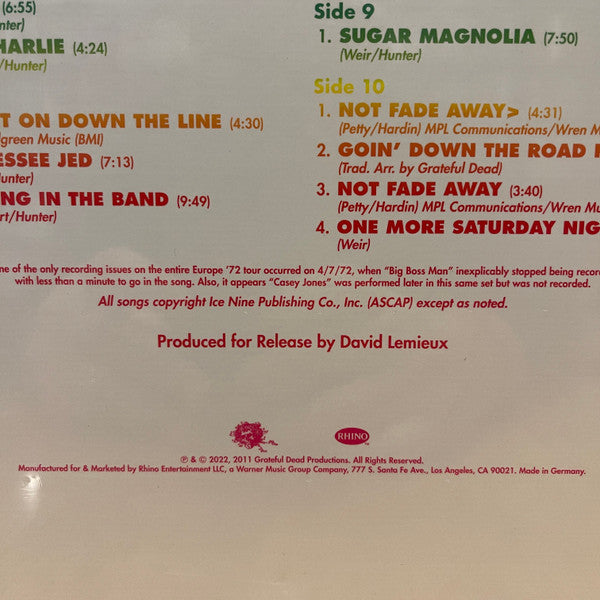 (6:55)
nter)
HARLIE (4:24)
/Hunter)
T ON DOWN THE LINE (4:30)
lgreen Music (BMI)
ESSEE JED (7:13)
unter)
NG IN THE BAND (9:49)
rt/Hunter)
Side 9
1. SUGAR MAGNOLIA (7:50)
(Weir/Hunter)
Side 10
1. NOT FADE AWAY> (4:31)
(Petty/Hardin) MPL Communications/Wren Mu
2. GOIN' DOWN THE ROAD F
(Trad. Arr. by Grateful Dead)
3. NOT FADE AWAY (3:40)
(Petty/Hardin) MPL Communications/Wren Mu
4. ONE MORE SATURDAY NIG
(Weir)
ne of the only recording issues on the entire Europe '72 tour occurred on 4/7/72, when "Big Boss Man" inexplicably stopped being recor
with less than a minute to go in the song. Also, it appears "Casey Jones" was performed later in this same set but was not recorded.
All songs copyright Ice Nine Publishing Co., Inc. (ASCAP) except as noted.
Produced for Release by David Lemieux
RHINO
℗ & © 2022, 2011 Grateful Dead Productions. All Rights Reserved.
Manufactured for & Marketed by Rhino Entertainment LLC, a Warner Music Group Company, 777 S. Santa Fe Ave., Los Angeles, CA 90021. Made in Germany.